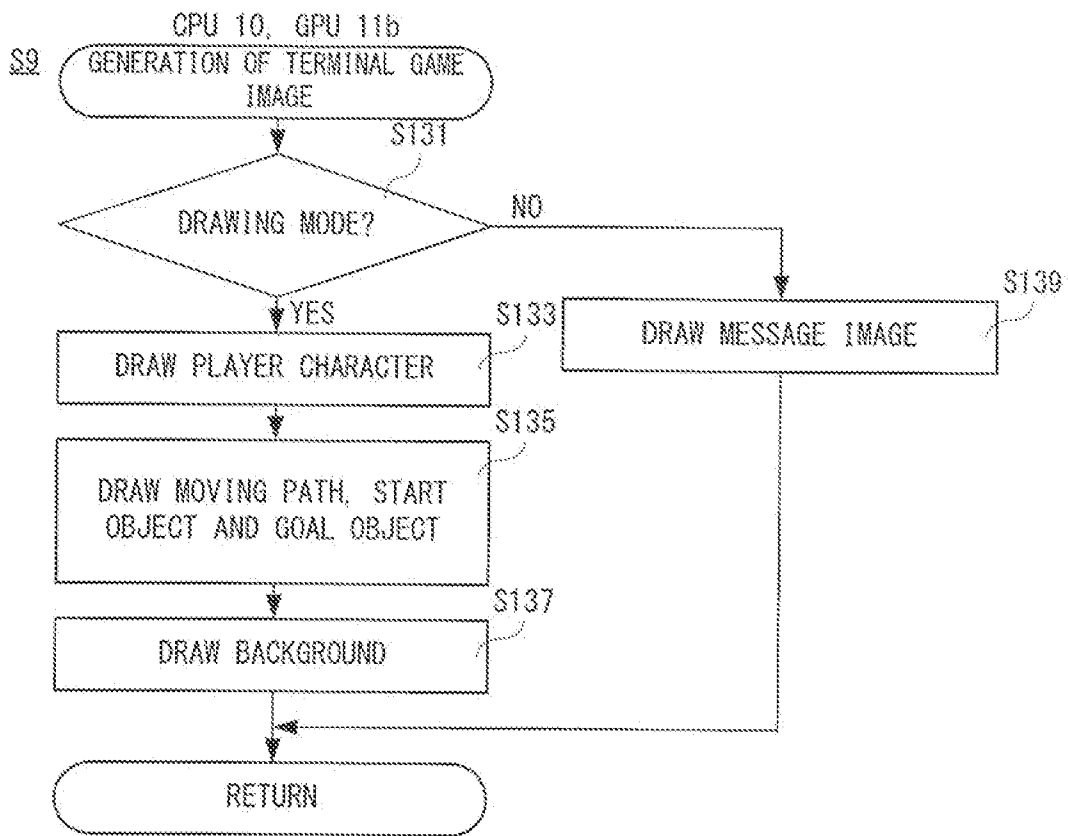 CPU 10, GPU 11b
S9
GENERATION OF TERMINAL GAME
IMAGE
S131
DRAWING MODE?
NO
YES
S133
DRAW PLAYER CHARACTER
S139
DRAW MESSAGE IMAGE
S135
DRAW MOVING PATH, START
OBJECT AND GOAL OBJECT
S137
DRAW BACKGROUND
RETURN